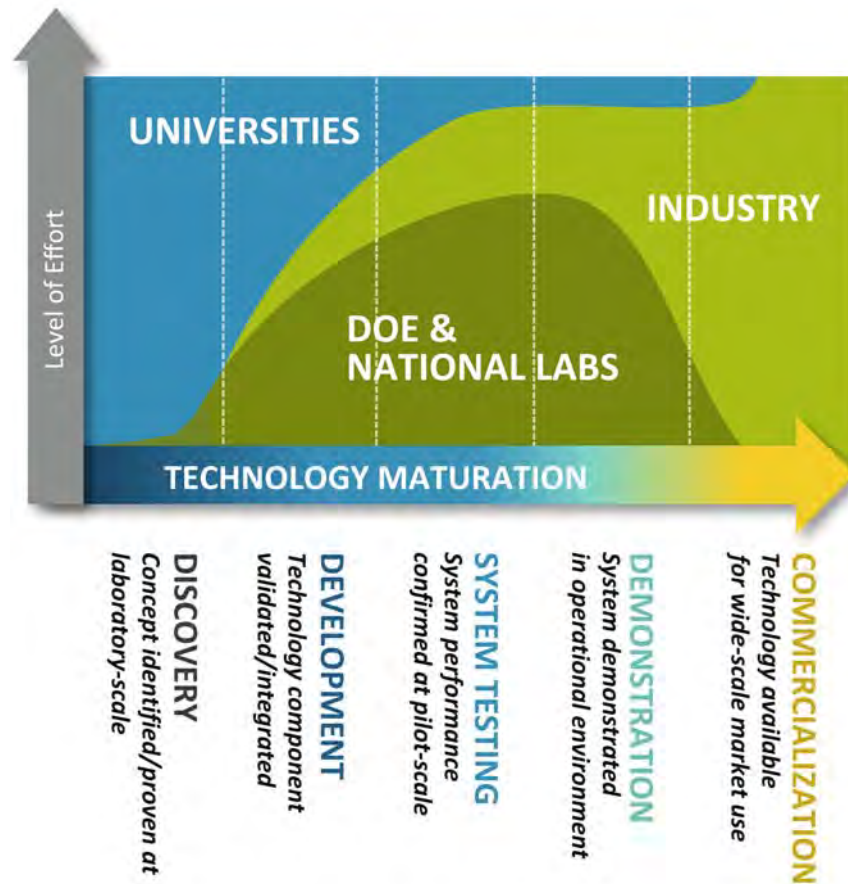 UNIVERSITIES
INDUSTRY
DOE &
NATIONAL LABS
Level of Effort
TECHNOLOGY MATURATION
DISCOVERY
Concept identified/proven at
laboratory-scale
DEVELOPMENT
Technology component
validated/integrated
SYSTEM TESTING
System performance
confirmed at pilot-scale
DEMONSTRATION
System demonstrated
in operational environment
COMMERCIALIZATION
Technology available
for wide-scale market use